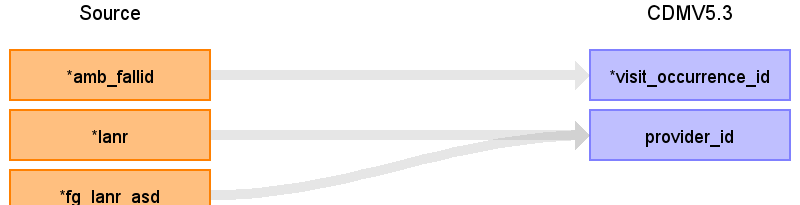 Source
CDMV5.3
*amb_fallid
*visit_occurrence_id
*lanr
provider_id
*fg_lanr_asd